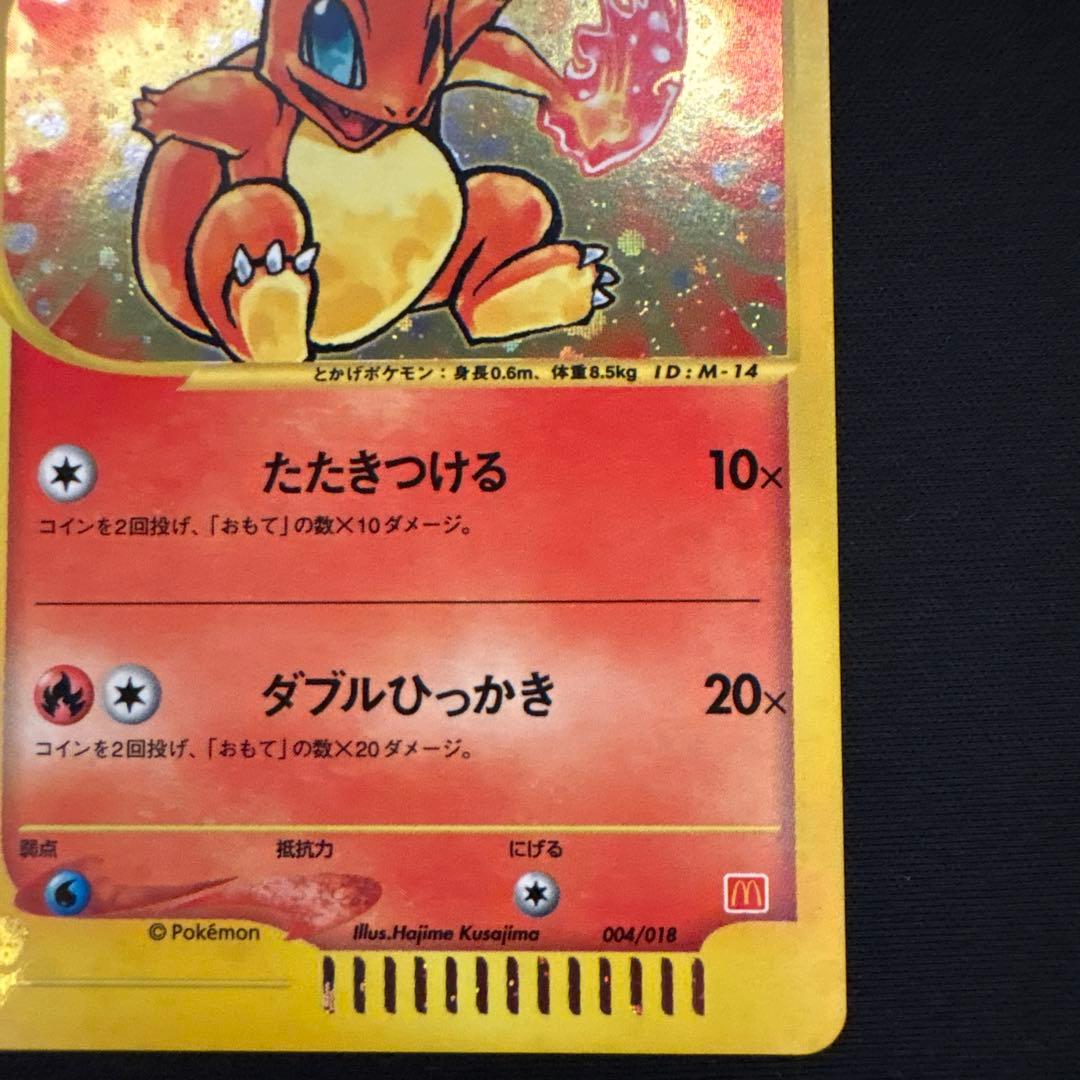 とかげポケモン：身長0.6m、体重8.5kg ID:M-14
たたきつける 10×
コインを2回投げ、「おもて」の数×10ダメージ。
ダブルひっかき 20×
コインを2回投げ、「おもて」の数×20ダメージ。
弱点 抵抗力 にげる
©Pokémon Illus.Hajime Kusajima 004/018